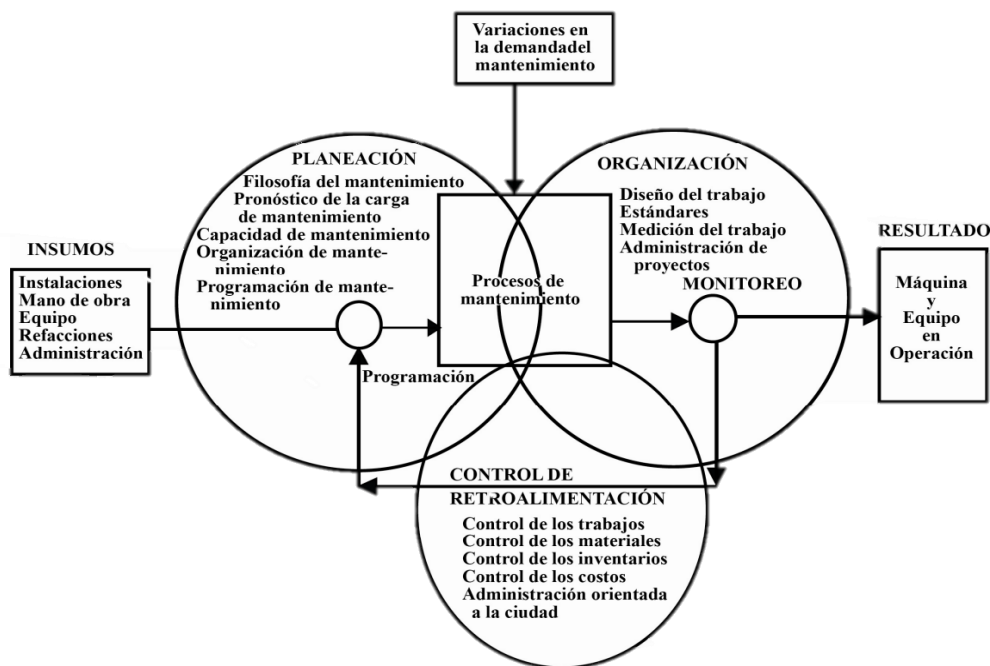 Variaciones en
la demandadel
mantenimiento
PLANEACIÓN
Filosofía del mantenimiento
Pronóstico de la carga
de mantenimiento
Capacidad de mantenimiento
Organización de mante-
nimiento
Programación de mante-
nimiento
ORGANIZACIÓN
Diseño del trabajo
Estándares
Medición del trabajo
Administración de
proyectos
MONITOREO
INSUMOS
Instalaciones
Mano de obra
Equipo
Refacciones
Administración
Procesos de
mantenimiento
RESULTADO
Máquina
y
Equipo
en
Operación
Programación
CONTROL DE
RETROALIMENTACIÓN
Control de los trabajos
Control de los materiales
Control de los inventarios
Control de los costos
Administración orientada
a la ciudad